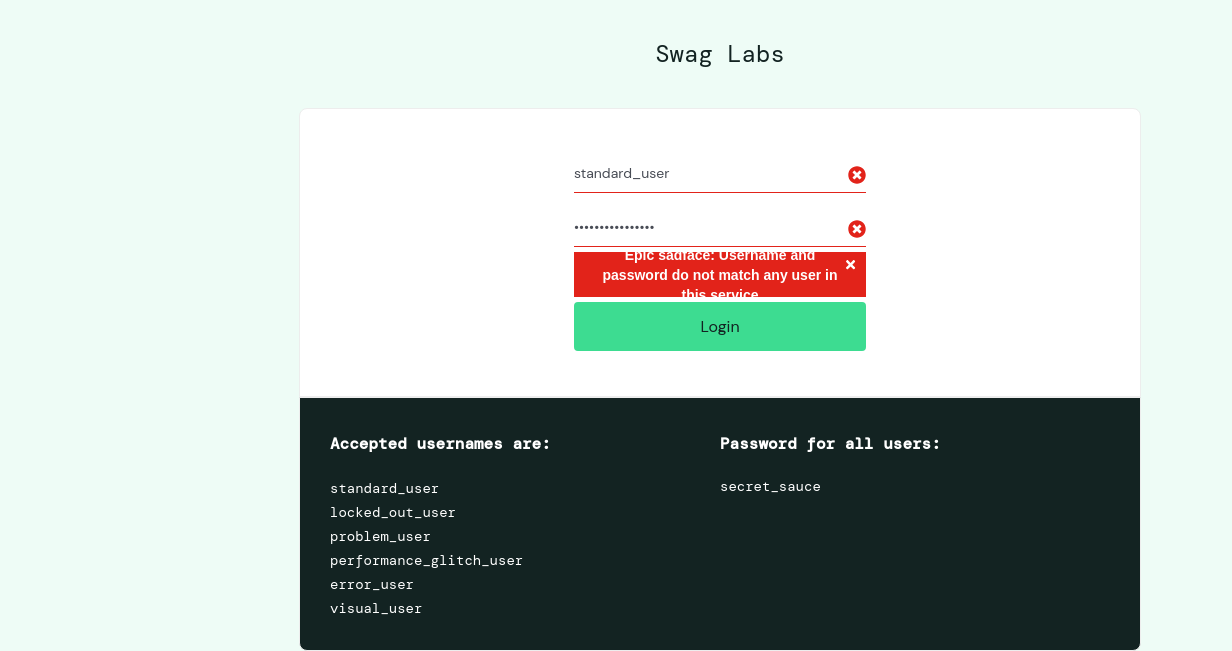 Swag Labs
standard_user
••••••••••••••••
Epic sadface: Username and
password do not match any user in
this service
Login
Accepted usernames are:
standard_user
locked_out_user
problem_user
performance_glitch_user
error_user
visual_user
Password for all users:
secret_sauce